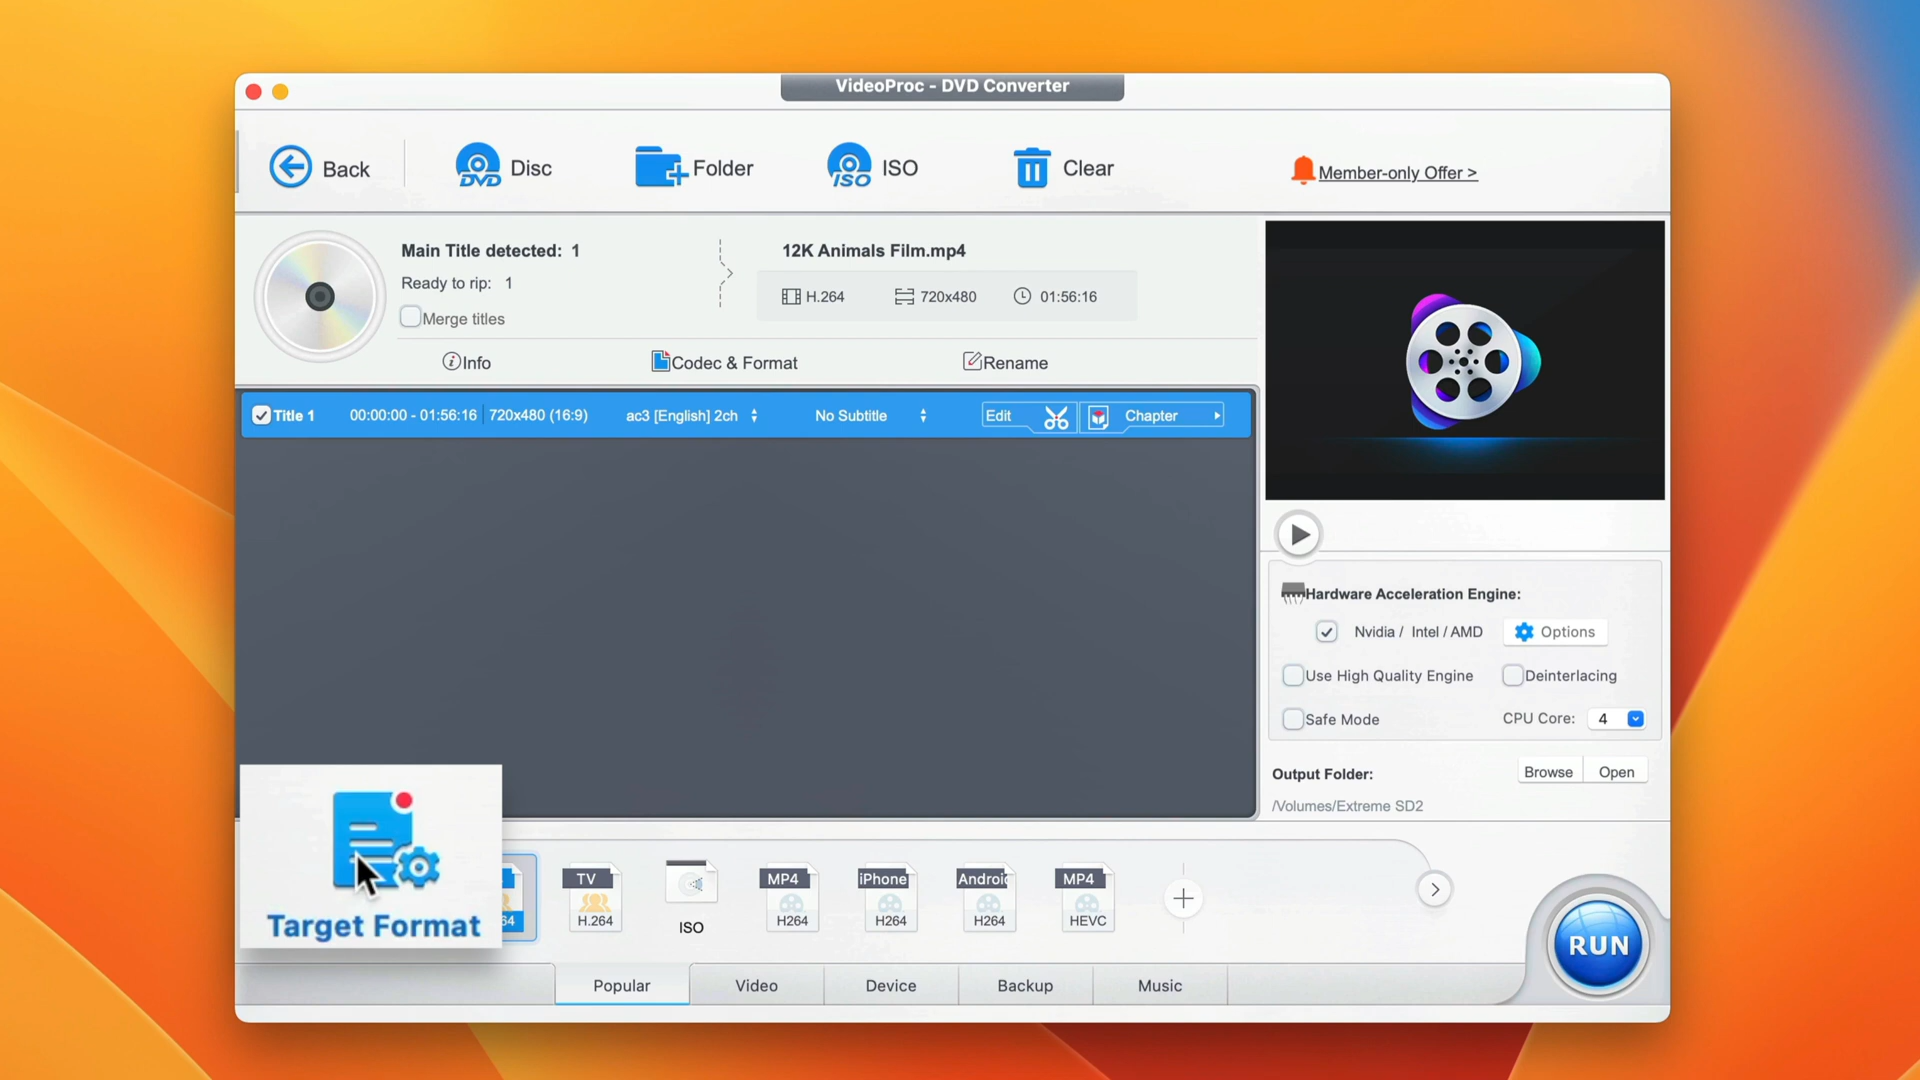 VideoProc - DVD Converter
Back
DVD
Disc
Folder
ISO
ISO
Clear
Member-only Offer >
Main Title detected: 1
Ready to rip: 1
Merge titles
12K Animals Film.mp4
H.264
720x480
01:56:16
Info
Codec & Format
Rename
Title 1
00:00:00 - 01:56:16
720x480 (16:9)
ac3 [English] 2ch
No Subtitle
Edit
Chapter
Hardware Acceleration Engine:
Nvidia / Intel / AMD
Options
Use High Quality Engine
Deinterlacing
Safe Mode
CPU Core:
4
Output Folder:
Browse
Open
/Volumes/Extreme SD2
Target Format
64
TV
H.264
ISO
MP4
H264
iPhone
H264
Android
H264
MP4
HEVC
RUN
Popular
Video
Device
Backup
Music